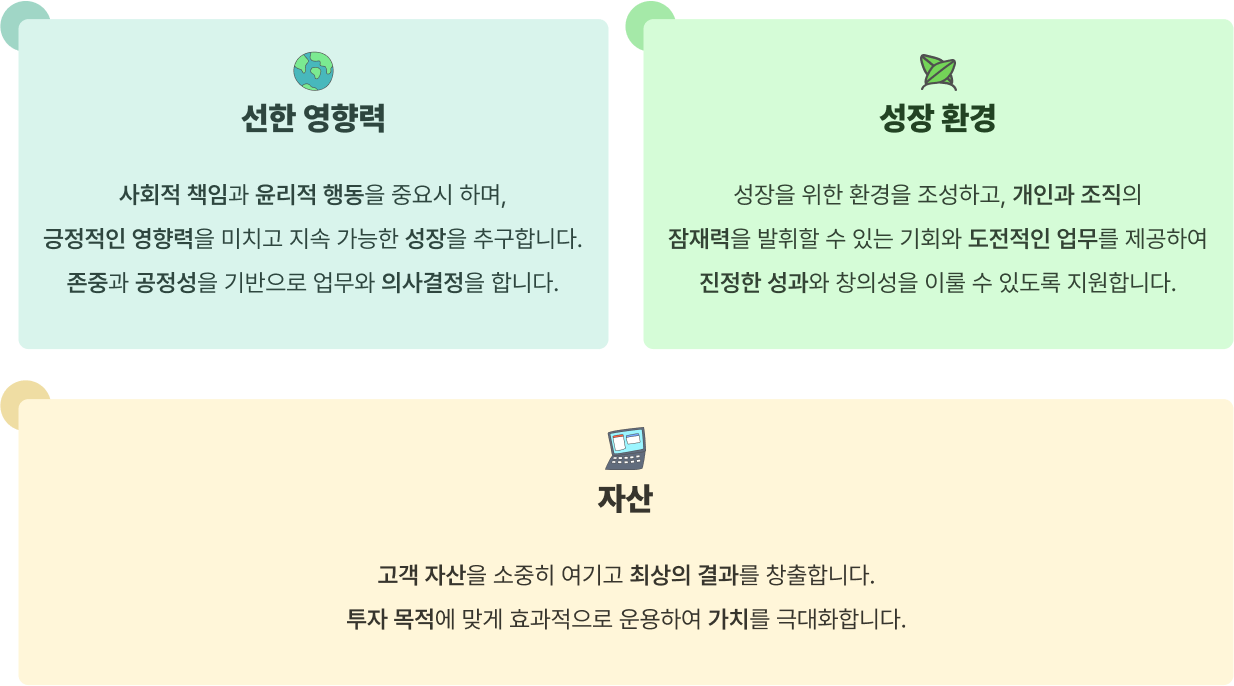 선한 영향력
사회적 책임과 윤리적 행동을 중요시 하며,
긍정적인 영향력을 미치고 지속 가능한 성장을 추구합니다.
존중과 공정성을 기반으로 업무와 의사결정을 합니다.
성장 환경
성장을 위한 환경을 조성하고, 개인과 조직의
잠재력을 발휘할 수 있는 기회와 도전적인 업무를 제공하여
진정한 성과와 창의성을 이룰 수 있도록 지원합니다.
자산
고객 자산을 소중히 여기고 최상의 결과를 창출합니다.
투자 목적에 맞게 효과적으로 운용하여 가치를 극대화합니다.